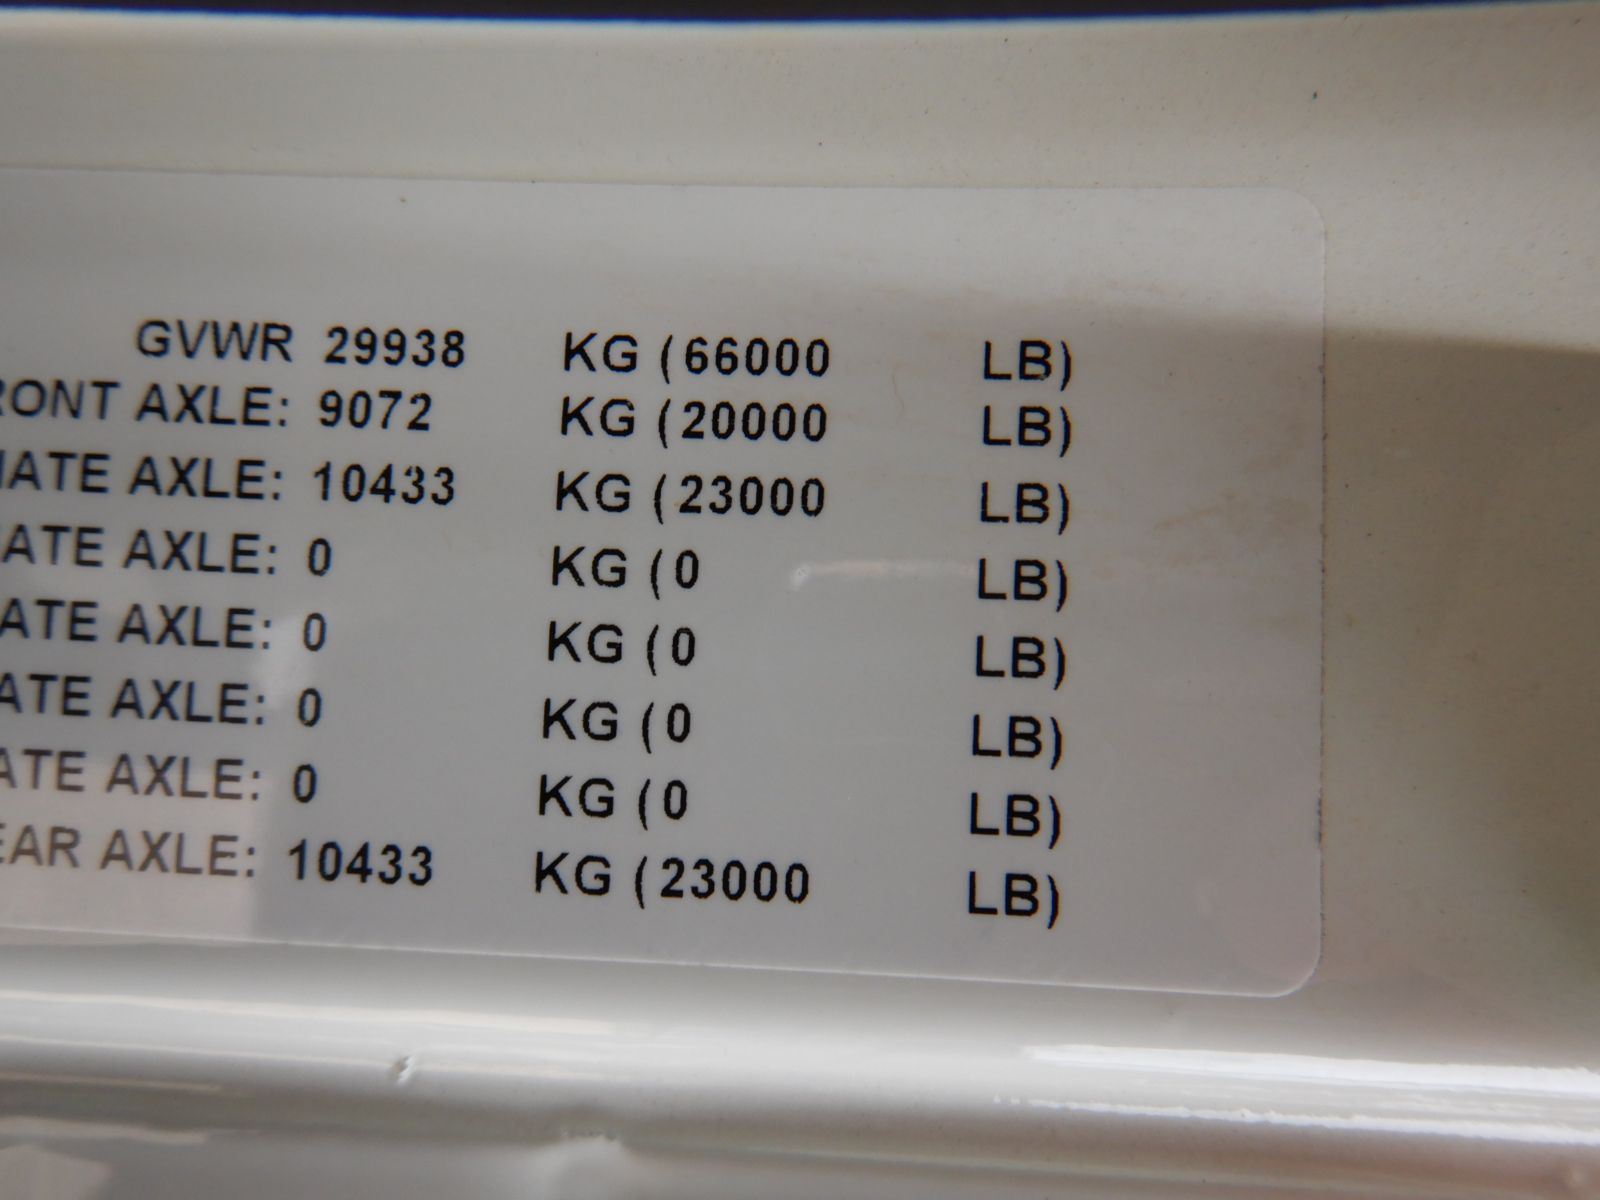 GVWR 29938 KG (66000 LB)
RONT AXLE: 9072 KG (20000 LB)
IATE AXLE: 10433 KG (23000 LB)
ATE AXLE: 0 KG (0 LB)
ATE AXLE: 0 KG (0 LB)
ATE AXLE: 0 KG (0 LB)
ATE AXLE: 0 KG (0 LB)
EAR AXLE: 10433 KG (23000 LB)